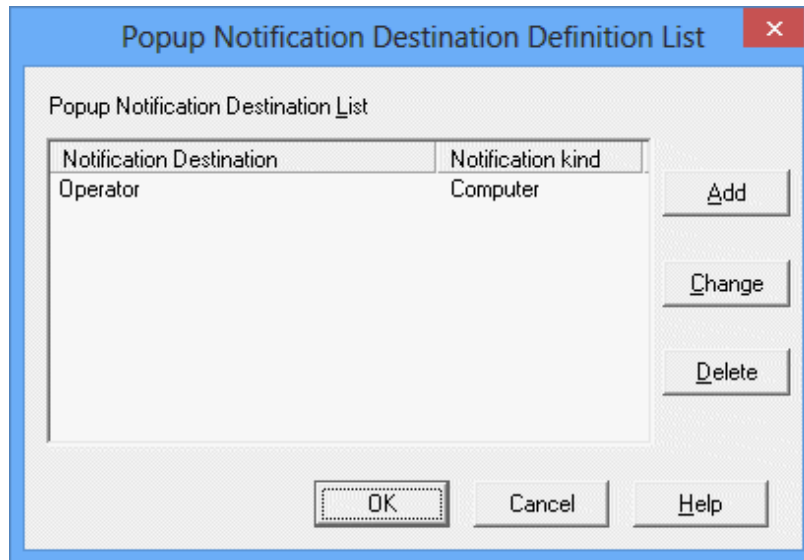 Popup Notification Destination Definition List
Popup Notification Destination List
Notification Destination Notification kind
Operator Computer
Add
Change
Delete
OK Cancel Help